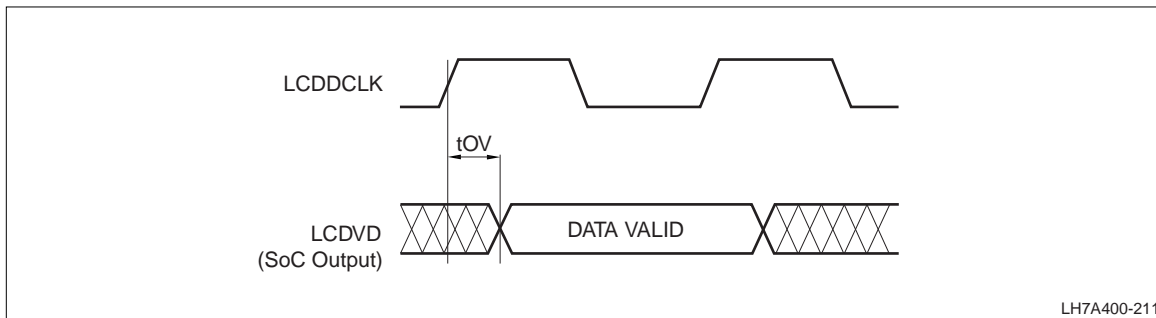 LCDDCLK
tOV
LCDVD
(SoC Output)
DATA VALID
LH7A400-211